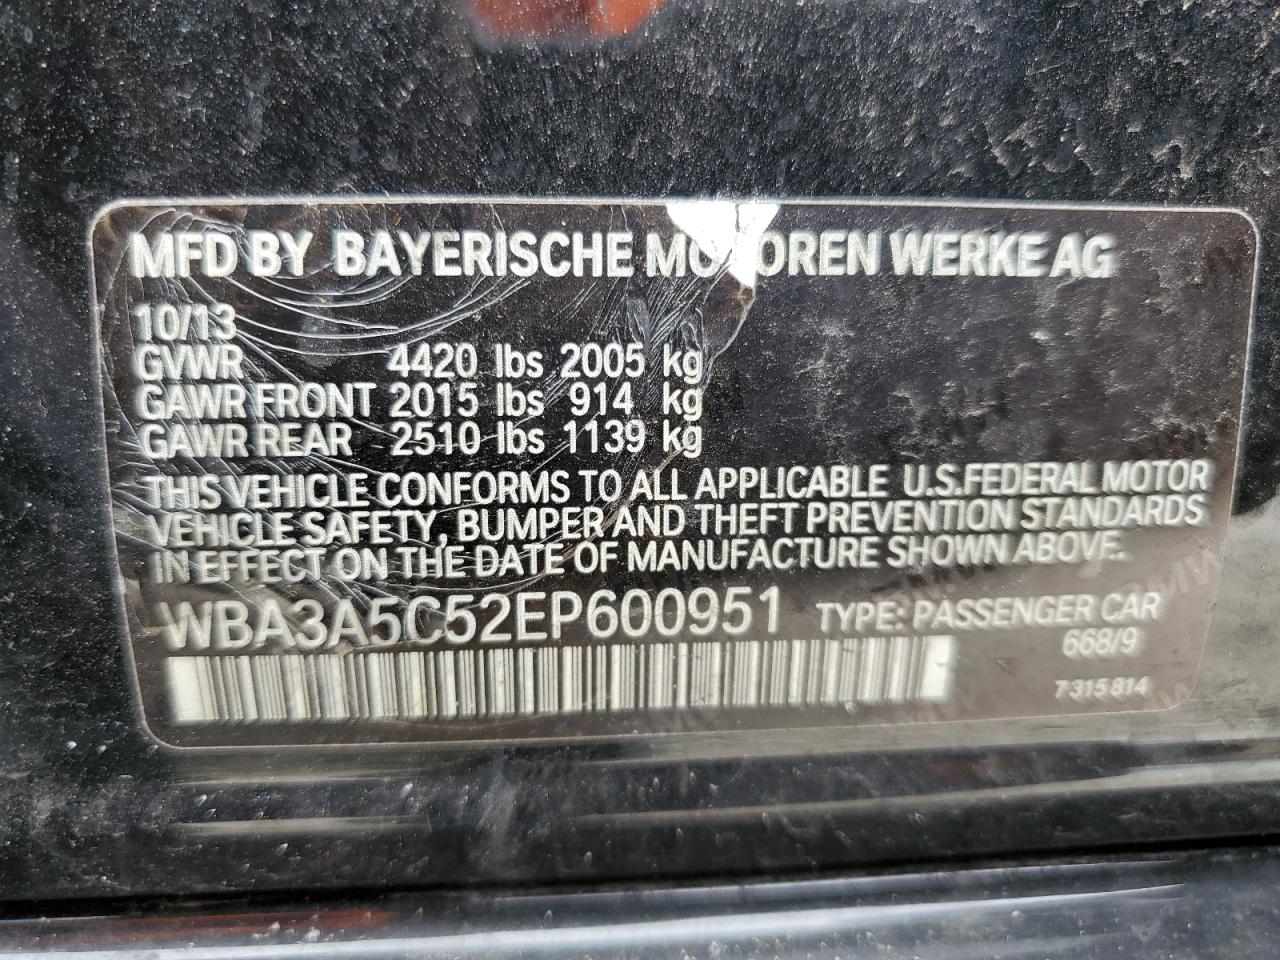 MFD BY BAYERISCHE MOTOREN WERKE AG
10/13
GVWR 4420 lbs 2005 kg
GAWR FRONT 2015 lbs 914 kg
GAWR REAR 2510 lbs 1139 kg
THIS VEHICLE CONFORMS TO ALL APPLICABLE U.S.FEDERAL MOTOR
VEHICLE SAFETY, BUMPER AND THEFT PREVENTION STANDARDS
IN EFFECT ON THE DATE OF MANUFACTURE SHOWN ABOVE.
WBA3A5C52EP600951 TYPE: PASSENGER CAR
668/9
7 315 814